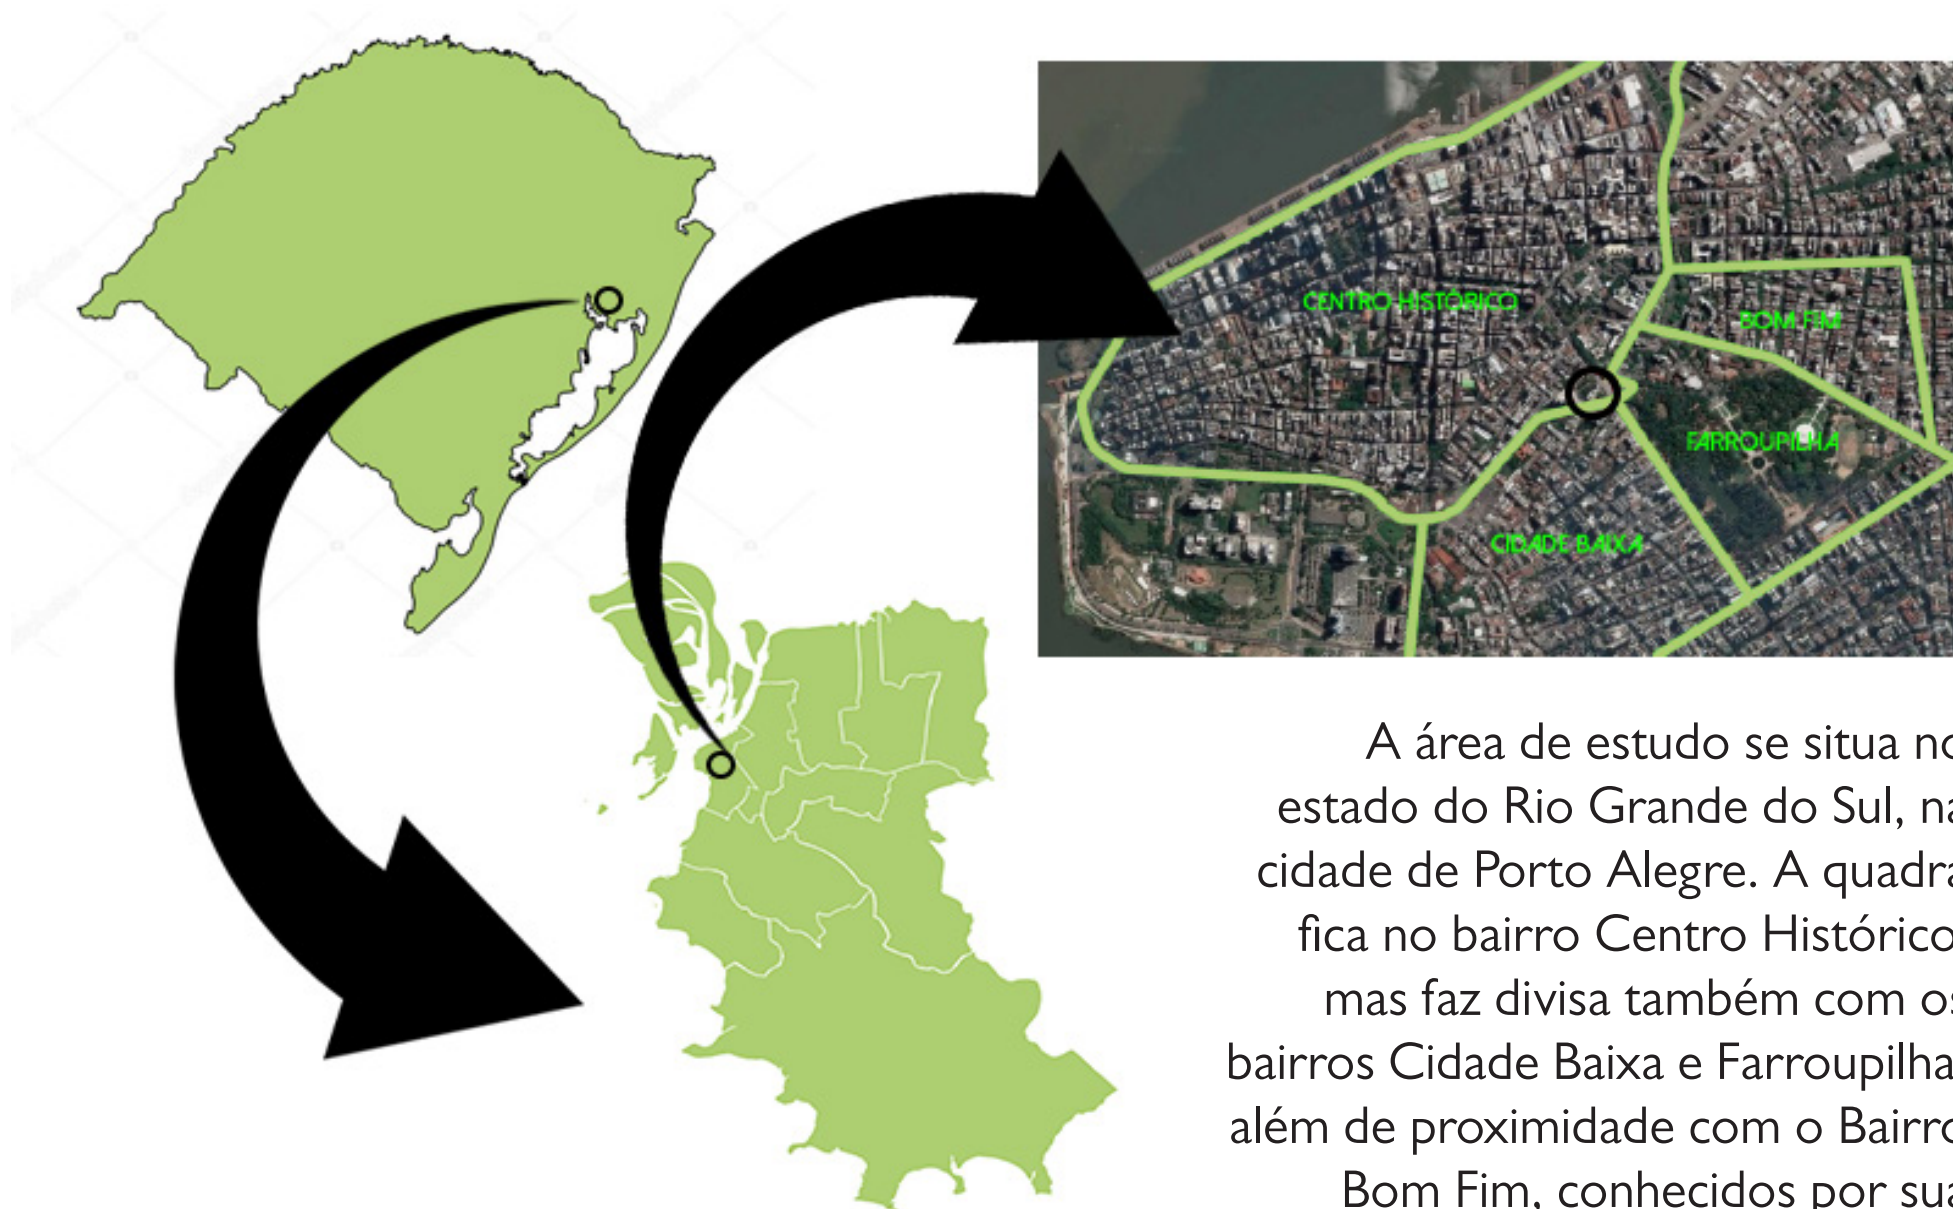 CENTRO HISTÓRICO
BOM FIM
FARROUPILHA
CIDADE BAIXA
A área de estudo se situa no
estado do Rio Grande do Sul, na
cidade de Porto Alegre. A quadra
fica no bairro Centro Histórico,
mas faz divisa também com os
bairros Cidade Baixa e Farroupilha,
além de proximidade com o Bairro
Bom Fim, conhecidos por sua